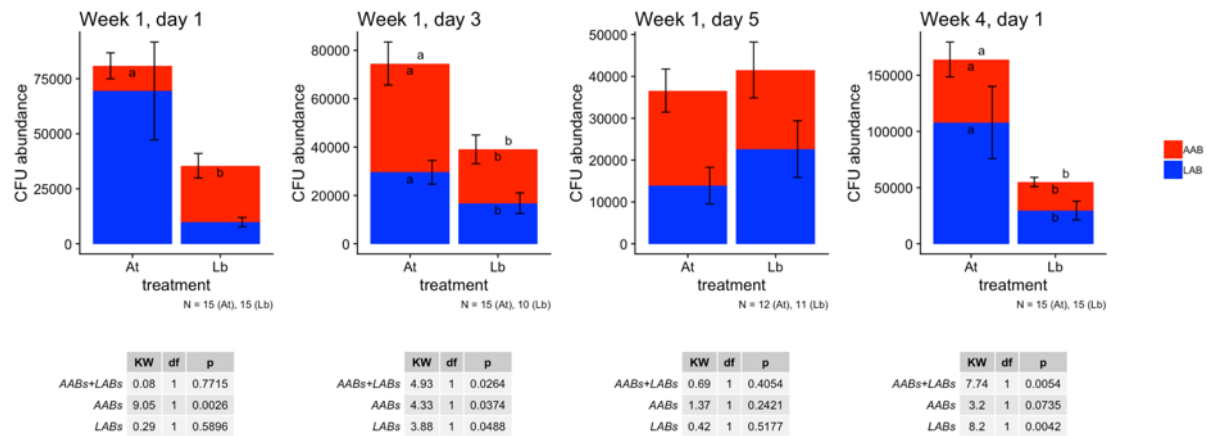 Week 1, day 1
CFU abundance
75000
50000
25000
0
a
b
At
Lb
treatment
N = 15 (At), 15 (Lb)
Week 1, day 3
CFU abundance
80000
60000
40000
20000
0
a
a
a
b
b
b
At
Lb
treatment
N = 15 (At), 10 (Lb)
Week 1, day 5
CFU abundance
50000
40000
30000
20000
10000
0
At
Lb
treatment
N = 12 (At), 11 (Lb)
Week 4, day 1
CFU abundance
150000
100000
50000
0
a
a
a
b
b
b
At
Lb
treatment
N = 15 (At), 15 (Lb)
AAB
LAB
KW df p
AABs+LABs 0.08 1 0.7715
AABs 9.05 1 0.0026
LABs 0.29 1 0.5896
KW df p
AABs+LABs 4.93 1 0.0264
AABs 4.33 1 0.0374
LABs 3.88 1 0.0488
KW df p
AABs+LABs 0.69 1 0.4054
AABs 1.37 1 0.2421
LABs 0.42 1 0.5177
KW df p
AABs+LABs 7.74 1 0.0054
AABs 3.2 1 0.0735
LABs 8.2 1 0.0042